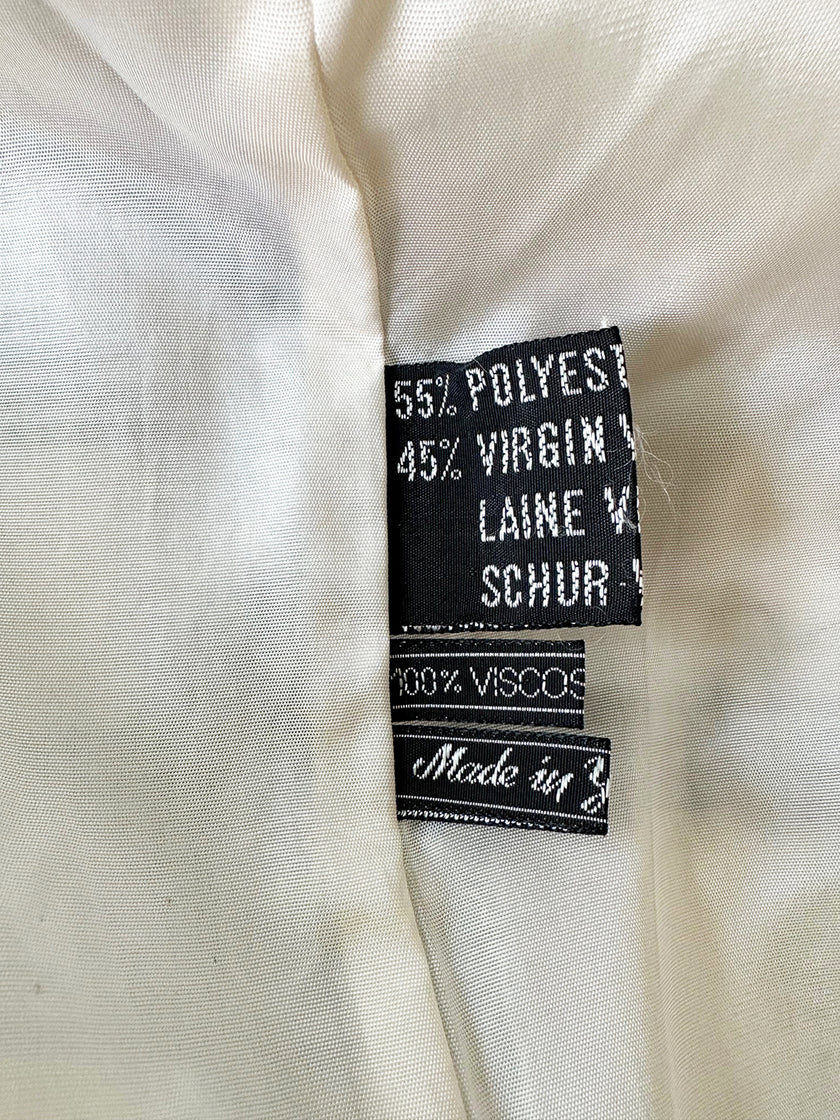 55% POLYEST
45% VIRGIN
LAINE
SCHUR-
100% VISCOS
Made in